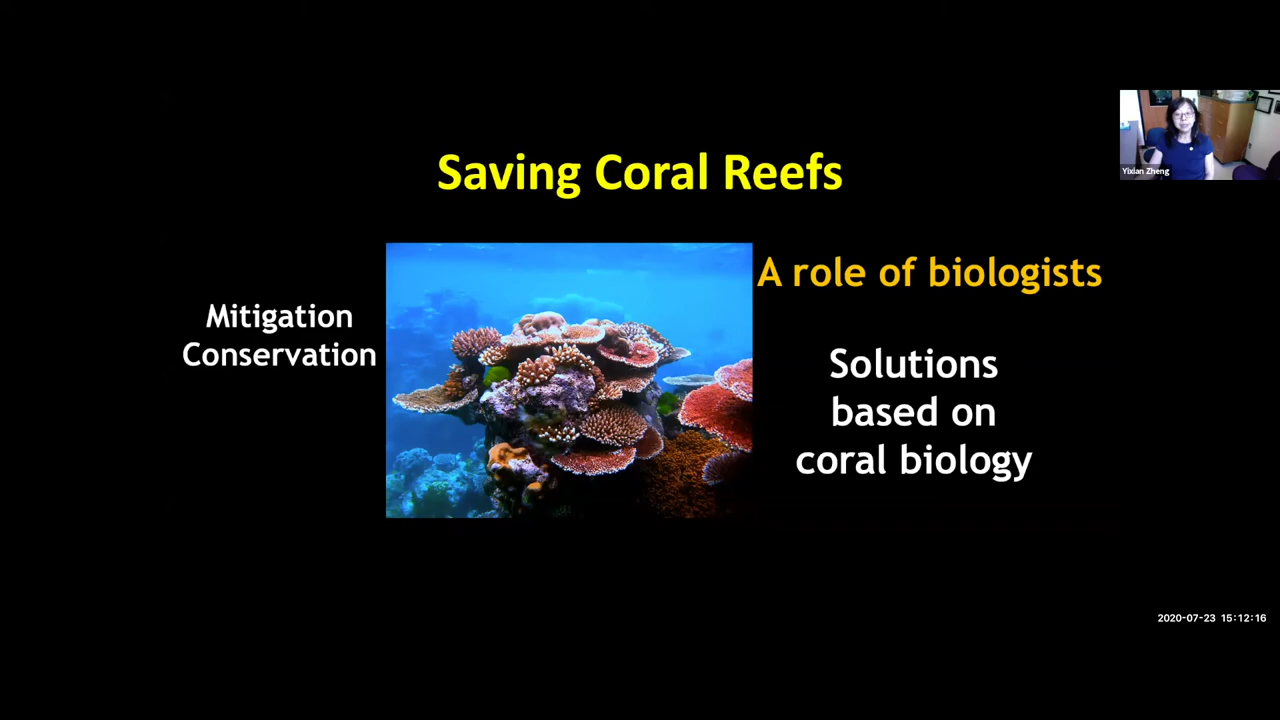 Saving Coral Reefs
Yixian Zheng
Mitigation
Conservation
A role of biologists
Solutions
based on
coral biology
2020-07-23 15:12:16